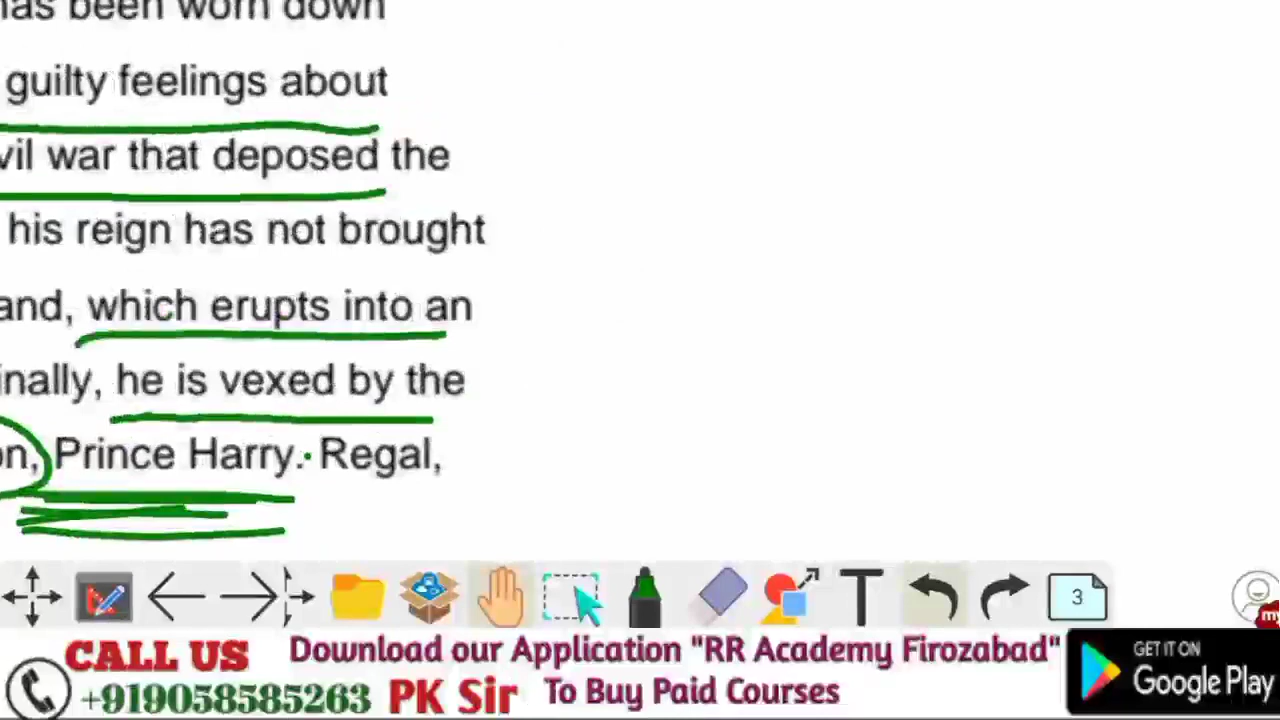 has been worn down
guilty feelings about
vil war that deposed the
his reign has not brought
and, which erupts into an
inally, he is vexed by the
on, Prince Harry. Regal,
T
3
my
CALL US
+919058585263 PK Sir
Download our Application "RR Academy Firozabad"
To Buy Paid Courses
GET IT ON
Google Play